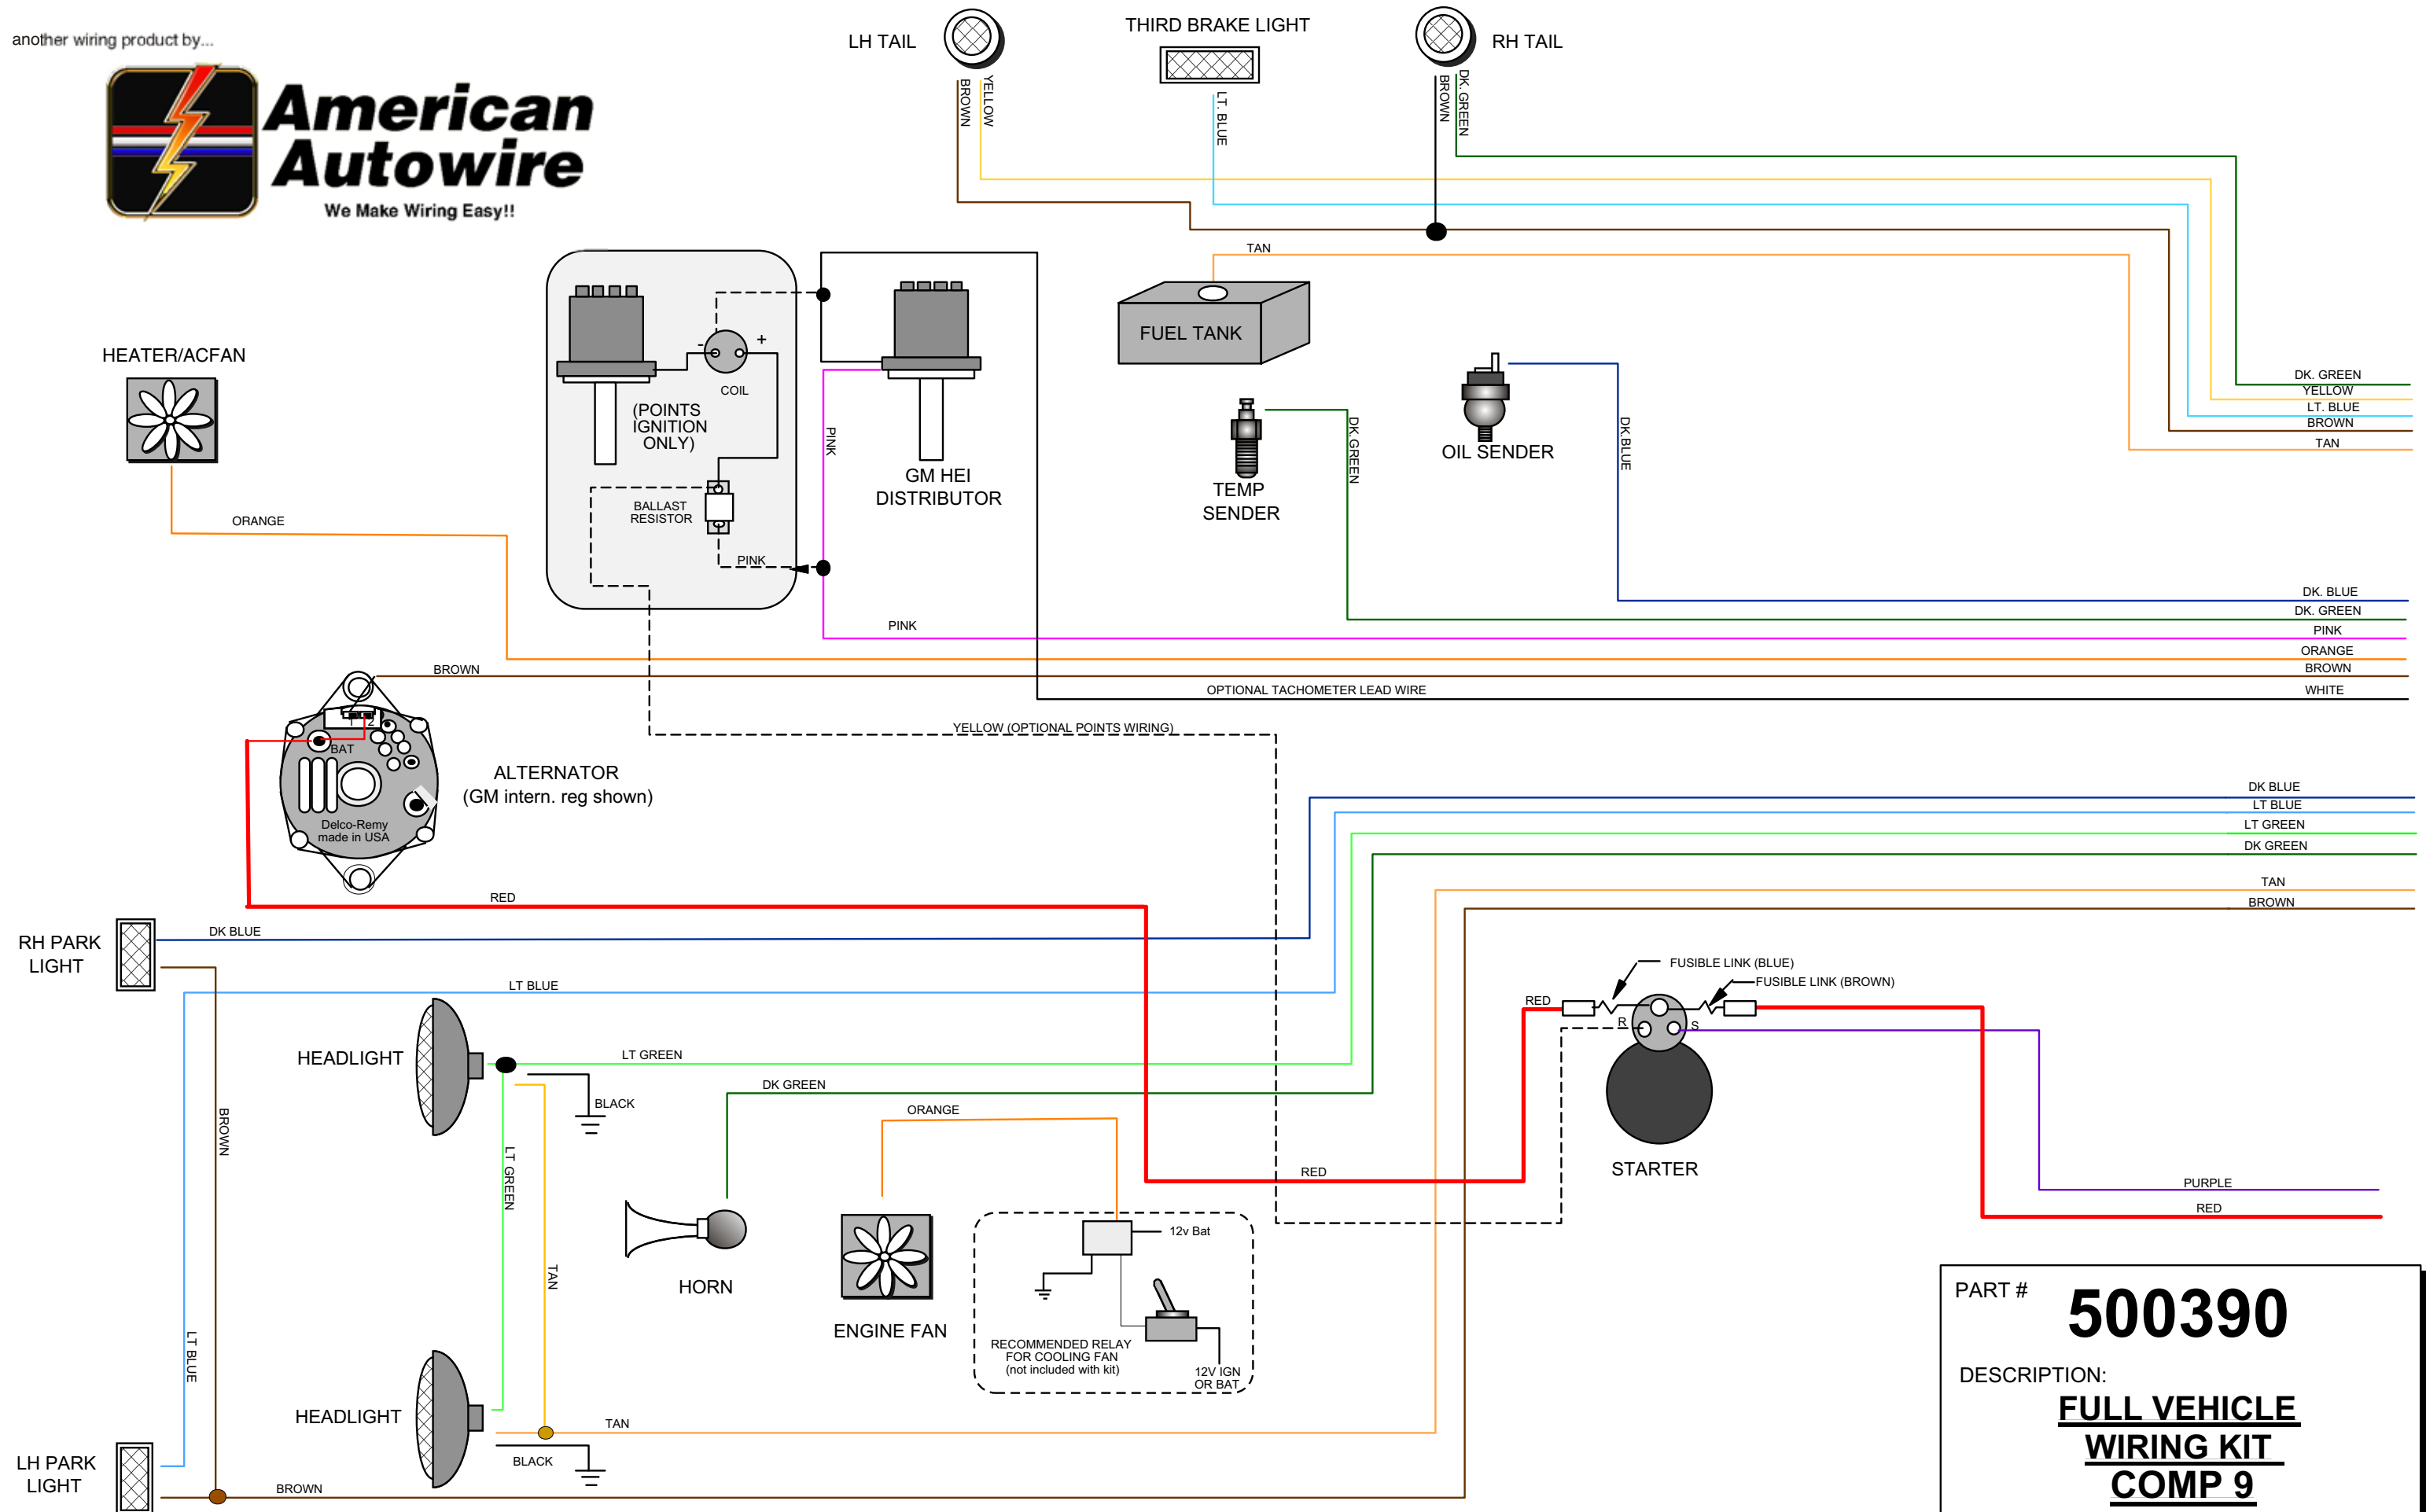 another wiring product by...
American
Autowire
We Make Wiring Easy!!
LH TAIL
THIRD BRAKE LIGHT
RH TAIL
BROWN
YELLOW
LT. BLUE
BROWN
DK. GREEN
TAN
FUEL TANK
HEATER/ACFAN
ORANGE
-
+
COIL
(POINTS
IGNITION
ONLY)
BALLAST
RESISTOR
PINK
PINK
GM HEI
DISTRIBUTOR
PINK
TEMP
SENDER
DK. GREEN
OIL SENDER
DK.BLUE
DK. GREEN
YELLOW
LT. BLUE
BROWN
TAN
DK. BLUE
DK. GREEN
PINK
ORANGE
BROWN
WHITE
BROWN
OPTIONAL TACHOMETER LEAD WIRE
YELLOW (OPTIONAL POINTS WIRING)
1 2
BAT
Delco-Remy
made in USA
ALTERNATOR
(GM intern. reg shown)
RED
DK BLUE
LT BLUE
LT GREEN
DK GREEN
TAN
BROWN
RH PARK
LIGHT
DK BLUE
LT BLUE
BROWN
LT BLUE
HEADLIGHT
LT GREEN
BLACK
LT GREEN
TAN
DK GREEN
HORN
ORANGE
ENGINE FAN
12v Bat
RECOMMENDED RELAY
FOR COOLING FAN
(not included with kit)
12V IGN
OR BAT
RED
RED
FUSIBLE LINK (BLUE)
FUSIBLE LINK (BROWN)
R
S
STARTER
PURPLE
RED
HEADLIGHT
TAN
BLACK
LH PARK
LIGHT
BROWN
PART #
500390
DESCRIPTION:
FULL VEHICLE
WIRING KIT
COMP 9